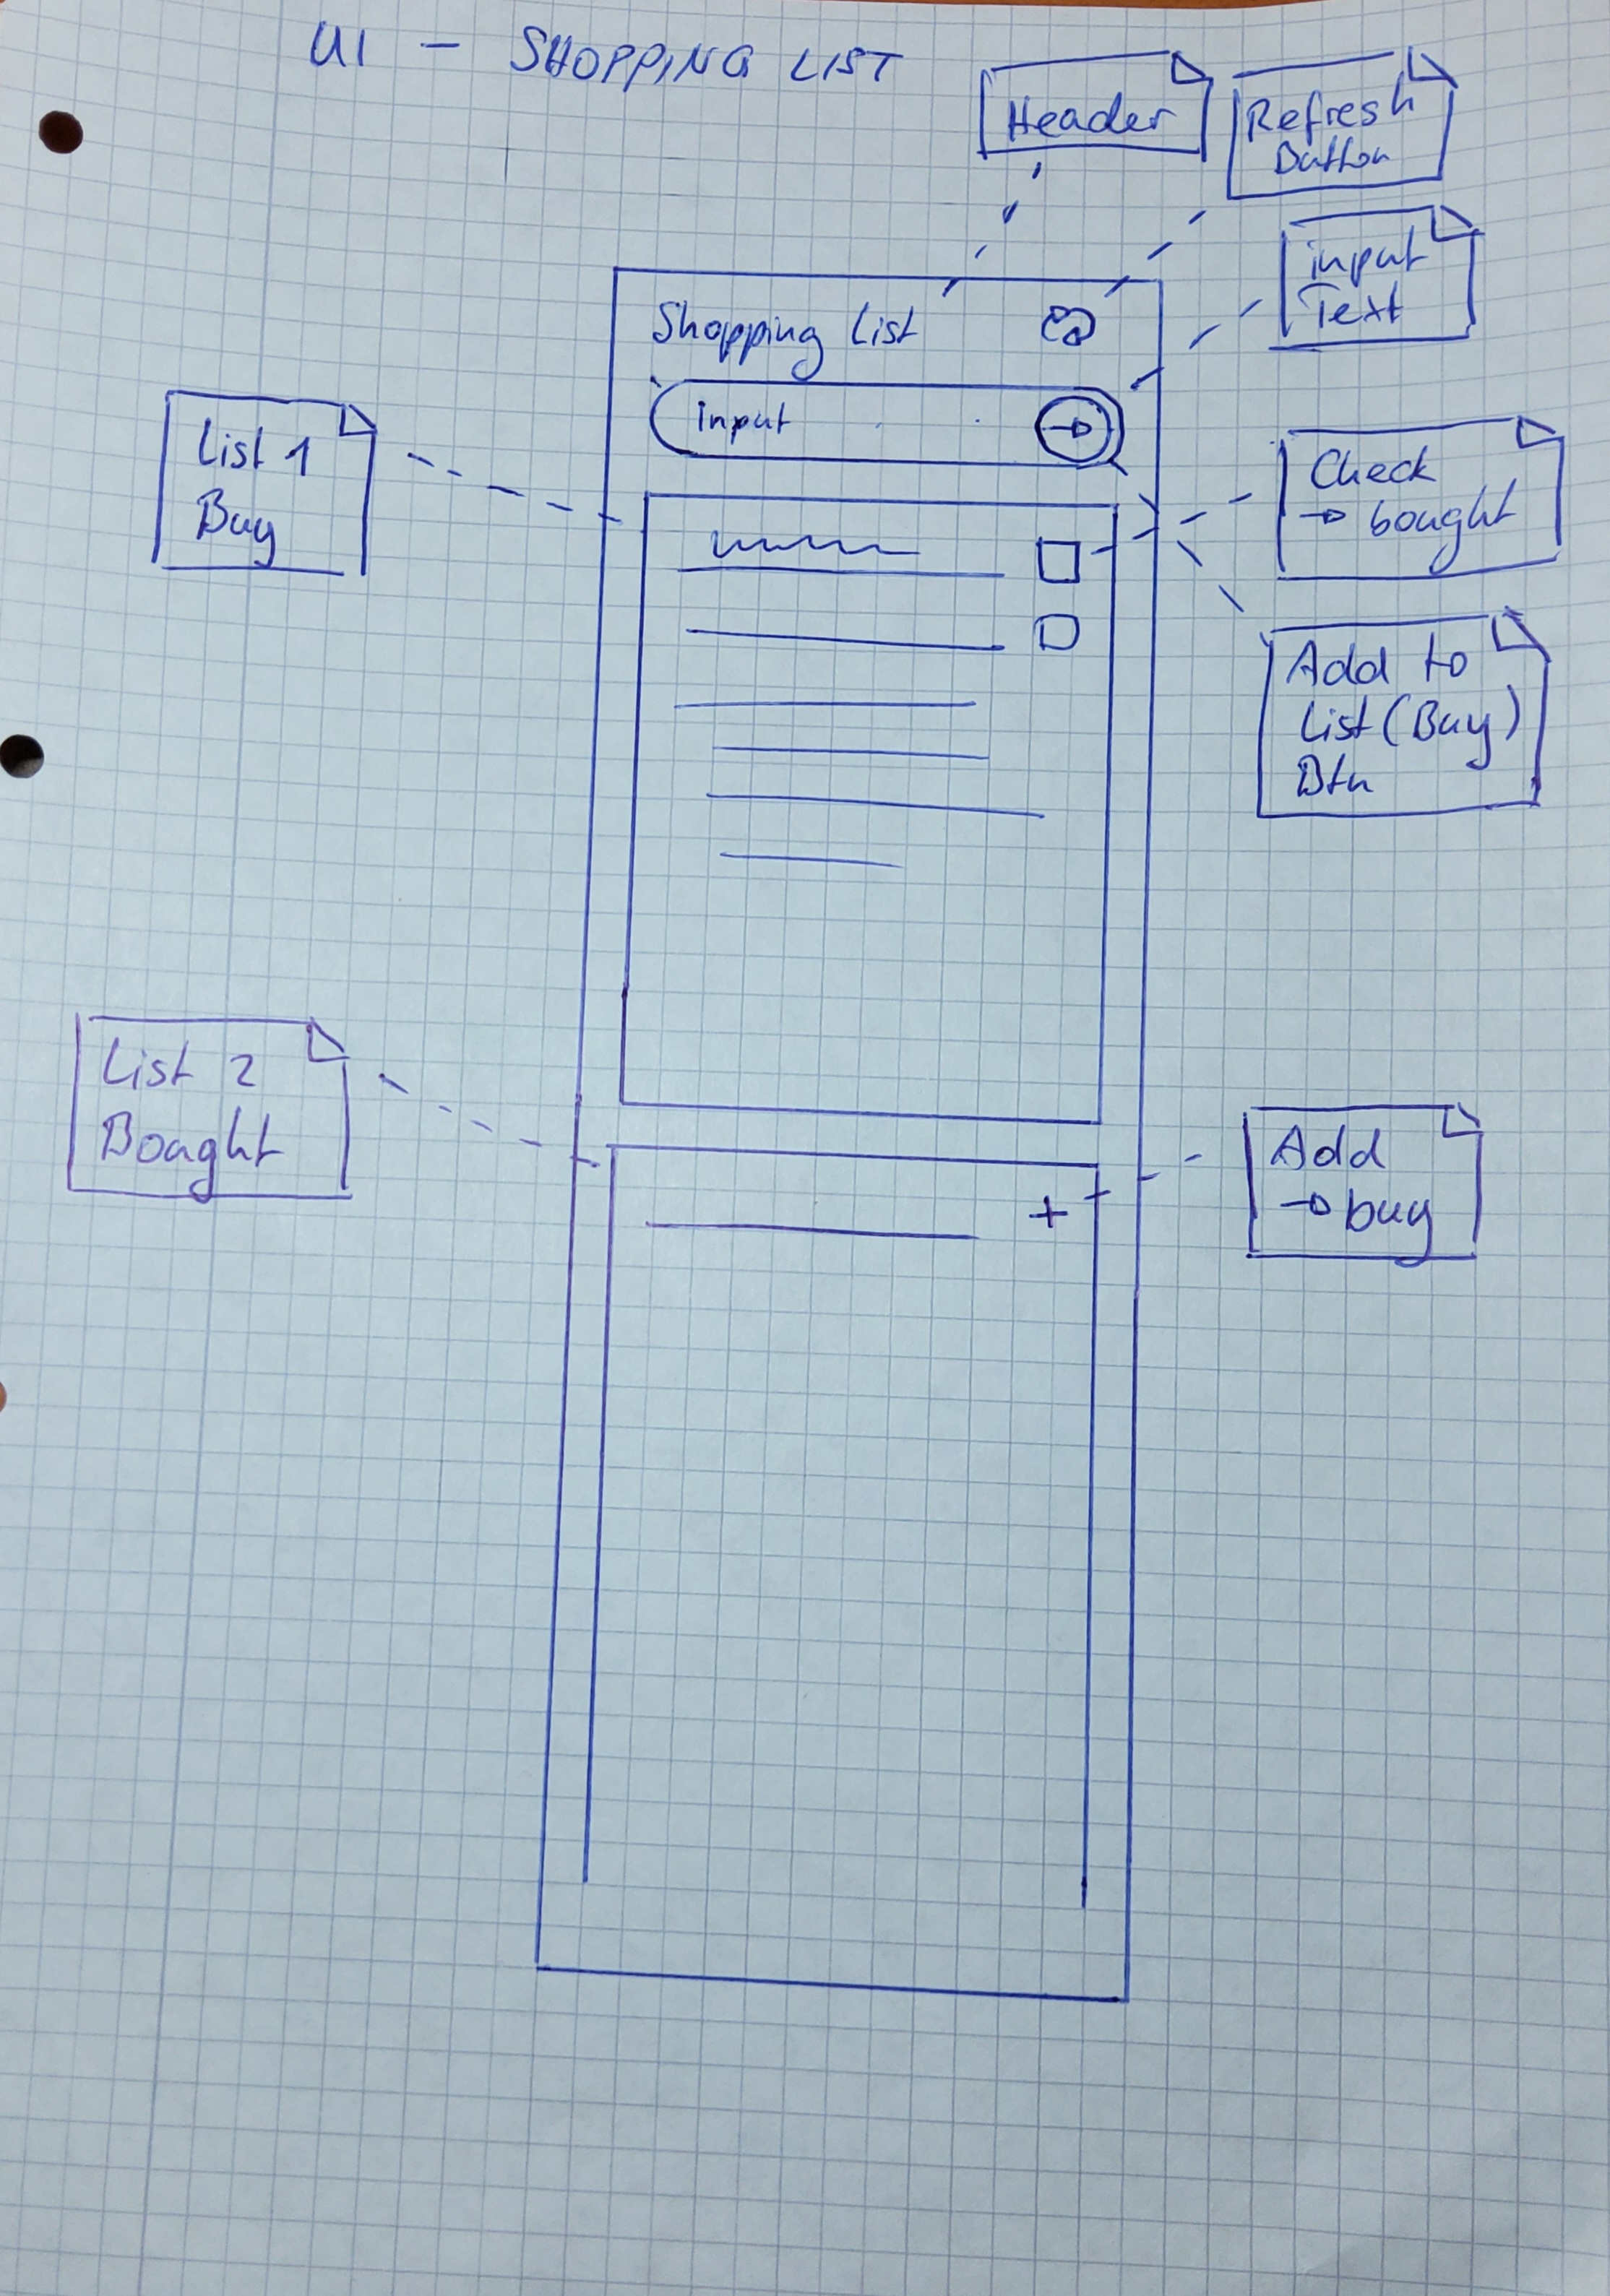 UI - SHOPPING LIST
Header
Refresh
Button
input
Text
Shopping List
input
List 1
Buy
Check
→ bought
Add to
List (Buy)
Btn
List 2
Bought
+
Add
→ buy